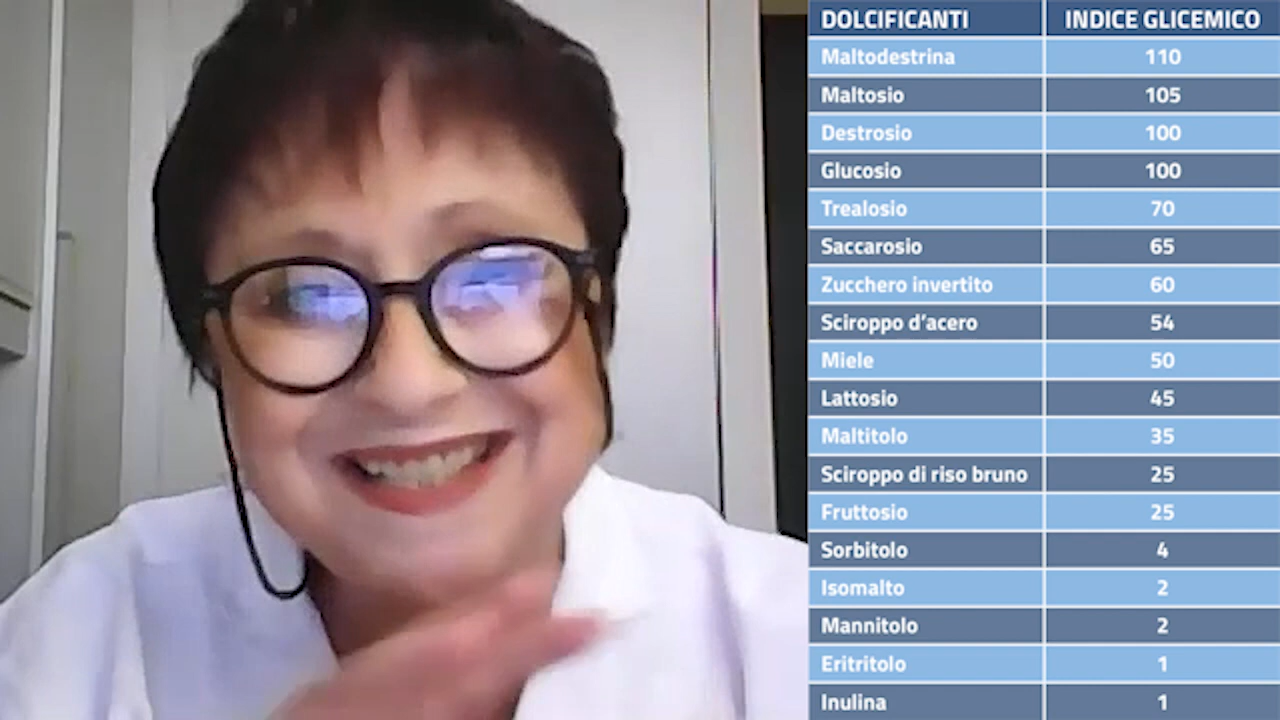 DOLCIFICANTI INDICE GLICEMICO
Maltodestrina 110
Maltosio 105
Destrosio 100
Glucosio 100
Trealosio 70
Saccarosio 65
Zucchero invertito 60
Sciroppo d’acero 54
Miele 50
Lattosio 45
Maltitolo 35
Sciroppo di riso bruno 25
Fruttosio 25
Sorbitolo 4
Isomalto 2
Mannitolo 2
Eritritolo 1
Inulina 1